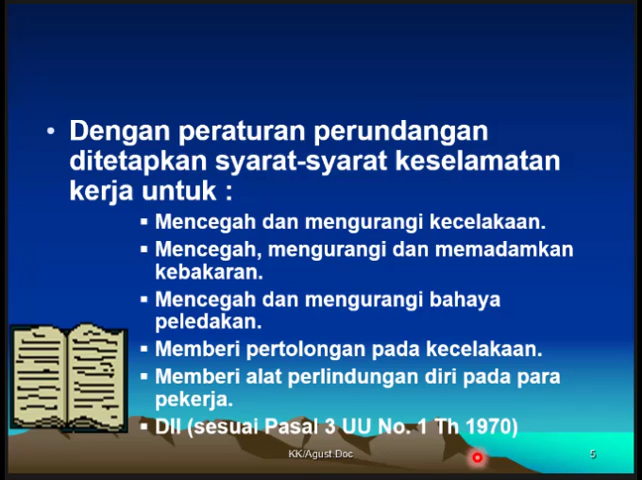 • Dengan peraturan perundangan
ditetapkan syarat-syarat keselamatan
kerja untuk :
▪ Mencegah dan mengurangi kecelakaan.
▪ Mencegah, mengurangi dan memadamkan
kebakaran.
▪ Mencegah dan mengurangi bahaya
peledakan.
▪ Memberi pertolongan pada kecelakaan.
▪ Memberi alat perlindungan diri pada para
pekerja.
▪ Dll (sesuai Pasal 3 UU No. 1 Th 1970)
KK/Agust.Doc
5